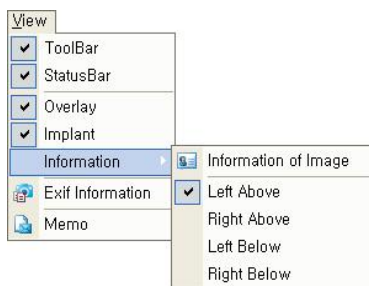 View
ToolBar
StatusBar
Overlay
Implant
Information
Exif Information
Memo
Information of Image
Left Above
Right Above
Left Below
Right Below